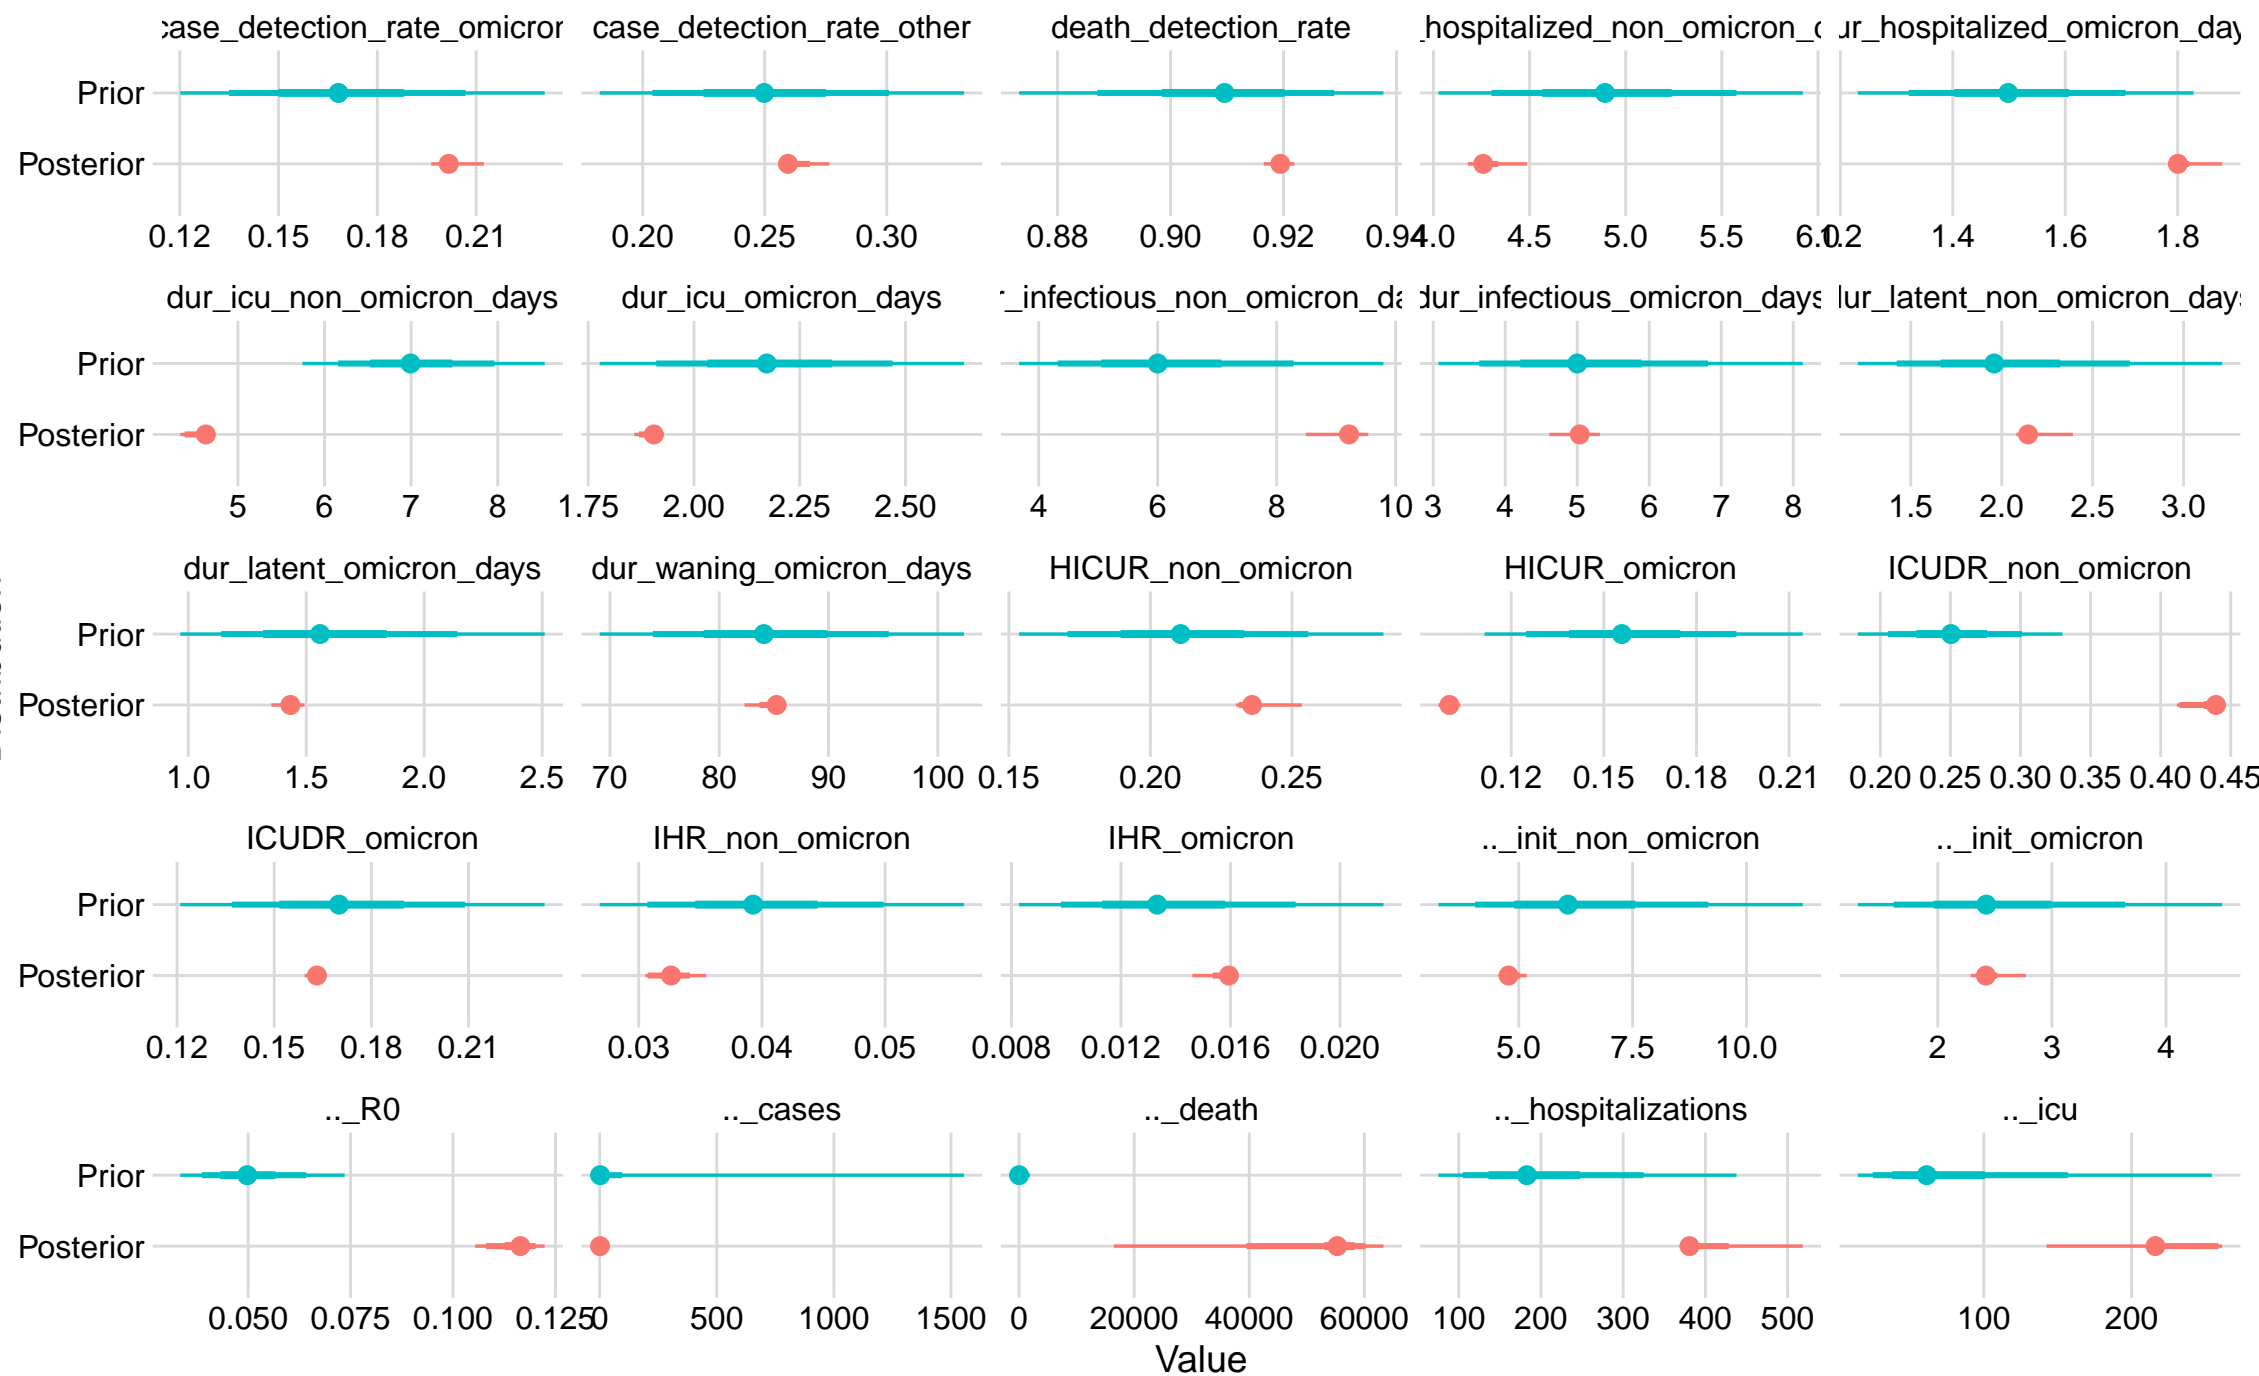 case_detection_rate_omicron case_detection_rate_other death_detection_rate _hospitalized_non_omicron_ ur_hospitalized_omicron_day
Prior
Posterior
0.12 0.15 0.18 0.21 0.20 0.25 0.30 0.88 0.90 0.92 0.94 4.0 4.5 5.0 5.5 6.0 1.2 1.4 1.6 1.8
dur_icu_non_omicron_days dur_icu_omicron_days _infectious_non_omicron_da dur_infectious_omicron_days dur_latent_non_omicron_days
Prior
Posterior
5 6 7 8 1.75 2.00 2.25 2.50 4 6 8 10 3 4 5 6 7 8 1.5 2.0 2.5 3.0
dur_latent_omicron_days dur_waning_omicron_days HICUR_non_omicron HICUR_omicron ICUDR_non_omicron
Prior
Posterior
1.0 1.5 2.0 2.5 70 80 90 100 0.15 0.20 0.25 0.12 0.15 0.18 0.21 0.20 0.25 0.30 0.35 0.40 0.45
ICUDR_omicron IHR_non_omicron IHR_omicron .._init_non_omicron .._init_omicron
Prior
Posterior
0.12 0.15 0.18 0.21 0.03 0.04 0.05 0.008 0.012 0.016 0.020 5.0 7.5 10.0 2 3 4
.._R0 .._cases .._death .._hospitalizations .._icu
Prior
Posterior
0.050 0.075 0.100 0.125 0 500 1000 1500 0 20000 40000 60000 100 200 300 400 500 100 200
Value